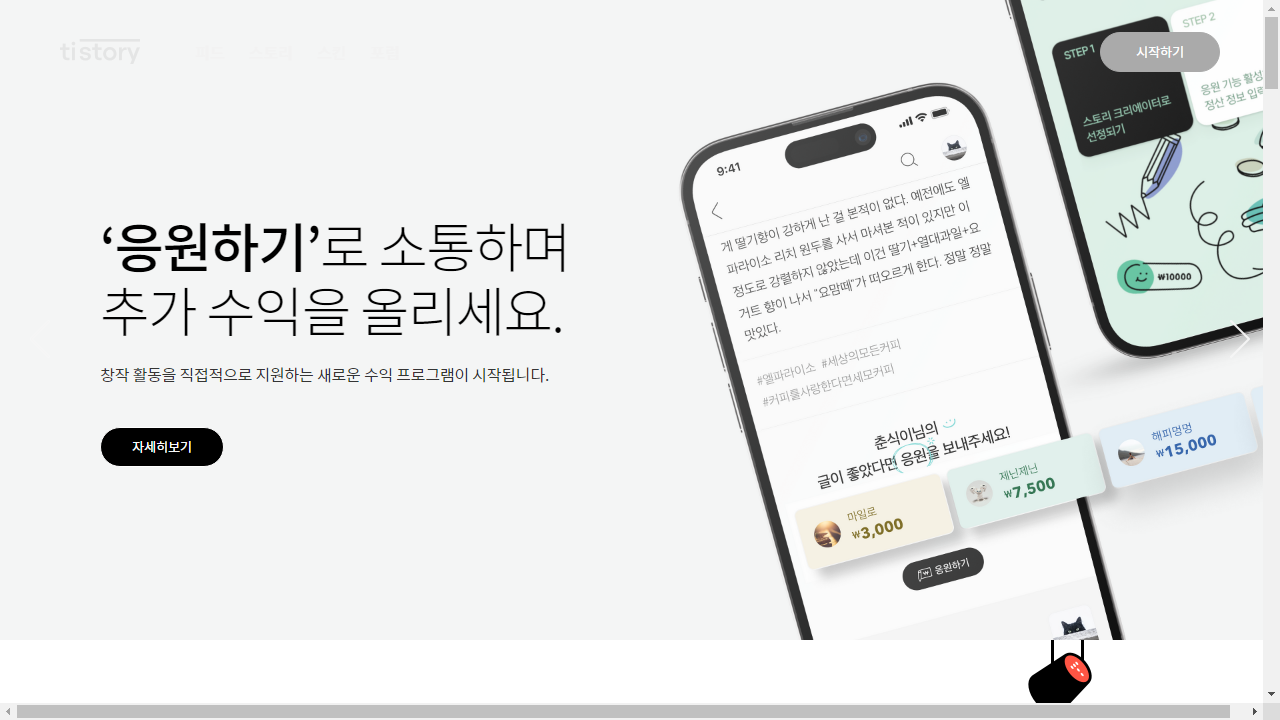 tistory
피드
스토리
스킨
포럼
시작하기
‘응원하기’로 소통하며
추가 수익을 올리세요.
창작 활동을 직접적으로 지원하는 새로운 수익 프로그램이 시작됩니다.
자세히보기
9:41
게 딸기향이 강하게 난 걸 본적이 없다. 예전에도 엘
파라이소 리치 원두를 사서 마셔본 적이 있지만 이
정도로 강렬하지 않았는데 이건 딸기+열대과일+요
거트 향이 나서 "요맘떼"가 떠오르게 한다. 정말 정말
맛있다.
#엘파라이소 #세상의모든커피
#커피를사랑한다면세모커피
춘식이님의
글이 좋았다면 응원을 보내주세요!
마일로
₩3,000
재닌재닌
₩7,500
해피멍멍
₩15,000
응원하기
STEP 1
스토리 크리에이터로
선정되기
STEP 2
응원 기능 활성
정산 정보 입력
₩10000